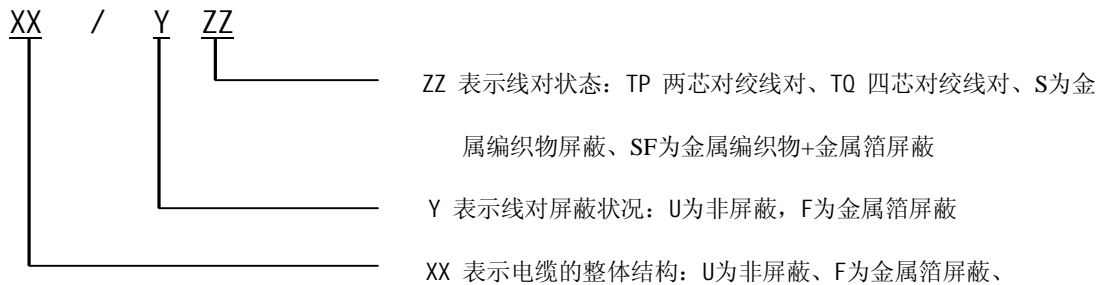 XX / Y ZZ
ZZ 表示线对状态：TP 两芯对绞线对、TQ 四芯对绞线对、S为金
属编织物屏蔽、SF为金属编织物+金属箔屏蔽
Y 表示线对屏蔽状况：U为非屏蔽，F为金属箔屏蔽
XX 表示电缆的整体结构：U为非屏蔽、F为金属箔屏蔽、